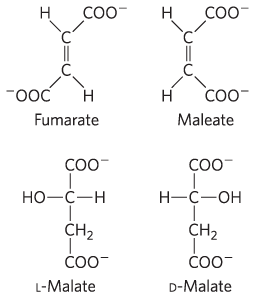 H COO⁻ H COO⁻
C C
C C
⁻OOC H H COO⁻
Fumarate Maleate
COO⁻ COO⁻
HO—C—H H—C—OH
CH₂ CH₂
COO⁻ COO⁻
L-Malate D-Malate